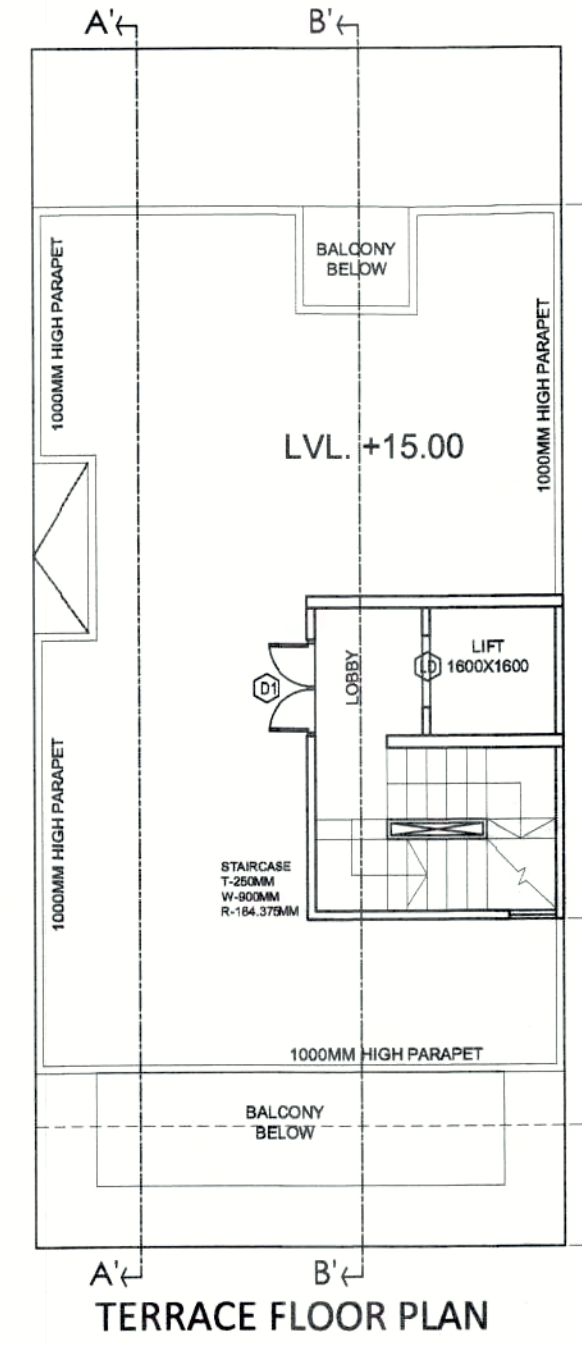 A' B'
BALCONY
BELOW
1000MM HIGH PARAPET
1000MM HIGH PARAPET
LVL. +15.00
LIFT
1600X1600
LD
LOBBY
D1
1000MM HIGH PARAPET
STAIRCASE
T-250MM
W-900MM
R-164.375MM
1000MM HIGH PARAPET
BALCONY
BELOW
A' B'
TERRACE FLOOR PLAN